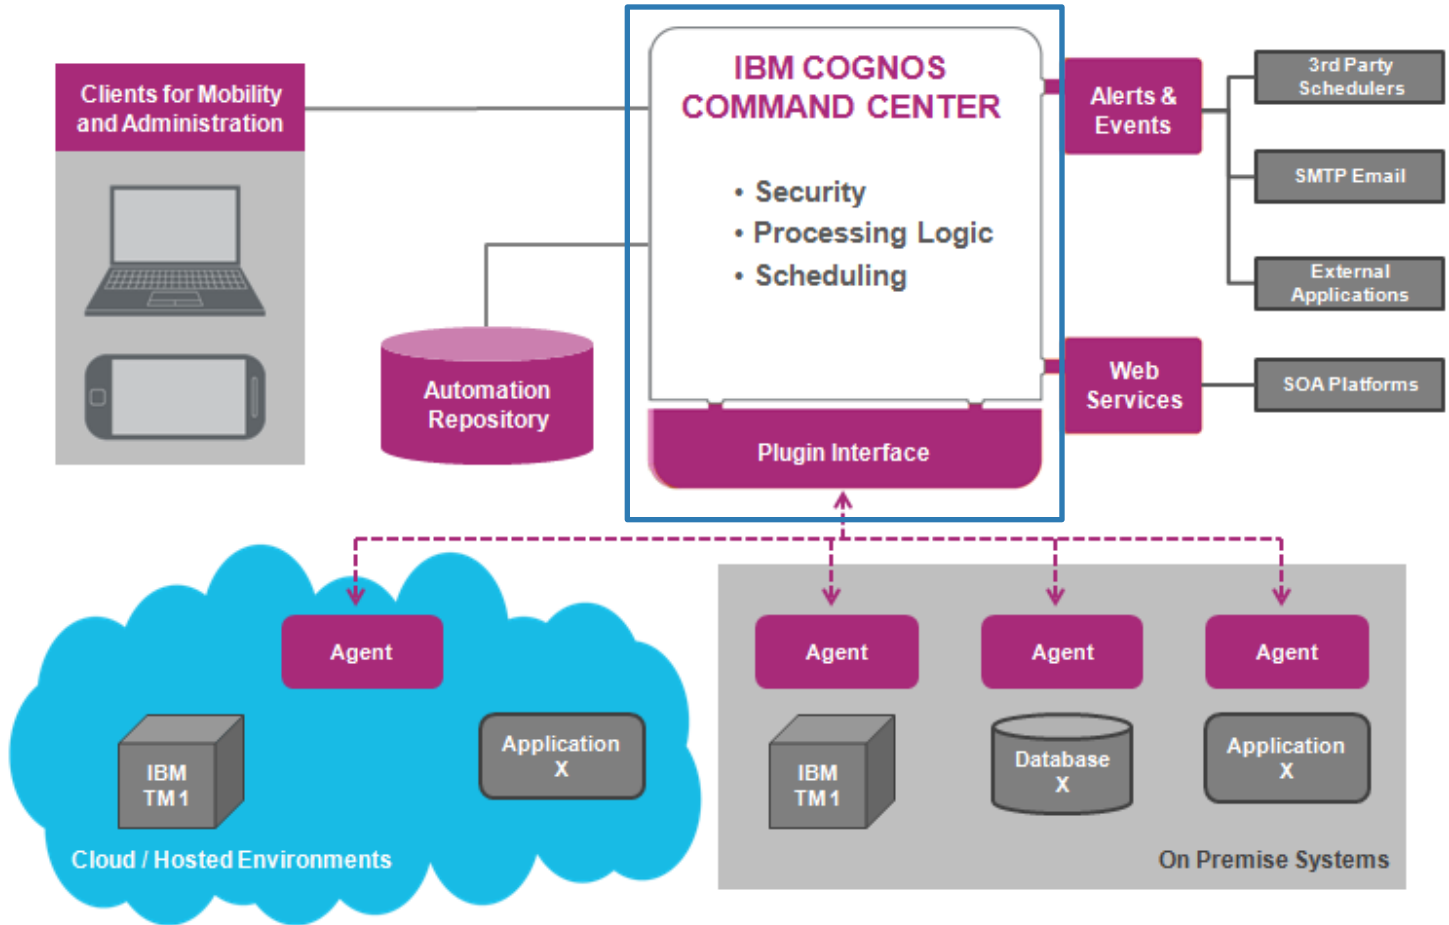 Clients for Mobility
and Administration
IBM COGNOS
COMMAND CENTER
• Security
• Processing Logic
• Scheduling
Plugin Interface
Automation
Repository
Alerts &
Events
3rd Party
Schedulers
SMTP Email
External
Applications
Web
Services
SOA Platforms
Agent
IBM
TM1
Application
X
Cloud / Hosted Environments
Agent
Agent
Agent
IBM
TM1
Database
X
Application
X
On Premise Systems